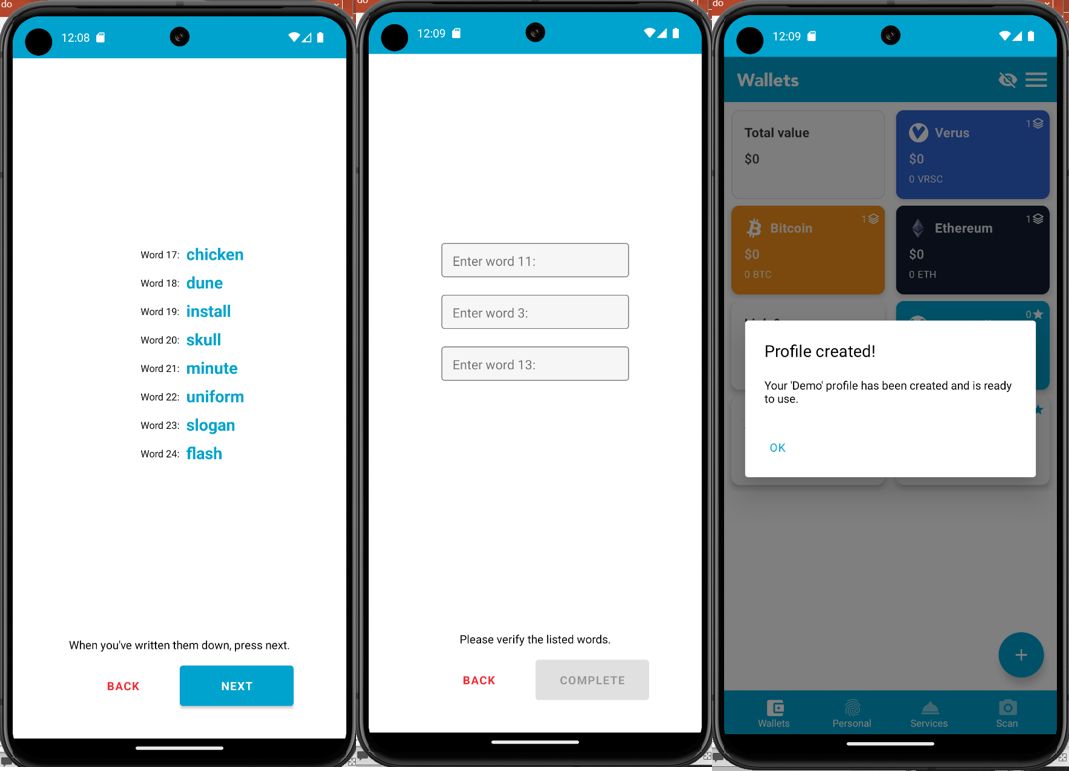 do
12:08
Word 17: chicken
Word 18: dune
Word 19: install
Word 20: skull
Word 21: minute
Word 22: uniform
Word 23: slogan
Word 24: flash
When you've written them down, press next.
BACK
NEXT
do
12:09
Enter word 11:
Enter word 3:
Enter word 13:
Please verify the listed words.
BACK
COMPLETE
do
12:09
Wallets
Total value
$0
1
Verus
$0
0 VRSC
1
Bitcoin
$0
0 BTC
1
Ethereum
$0
0 ETH
0
Profile created!
Your 'Demo' profile has been created and is ready
to use.
OK
+
Wallets
Personal
Services
Scan